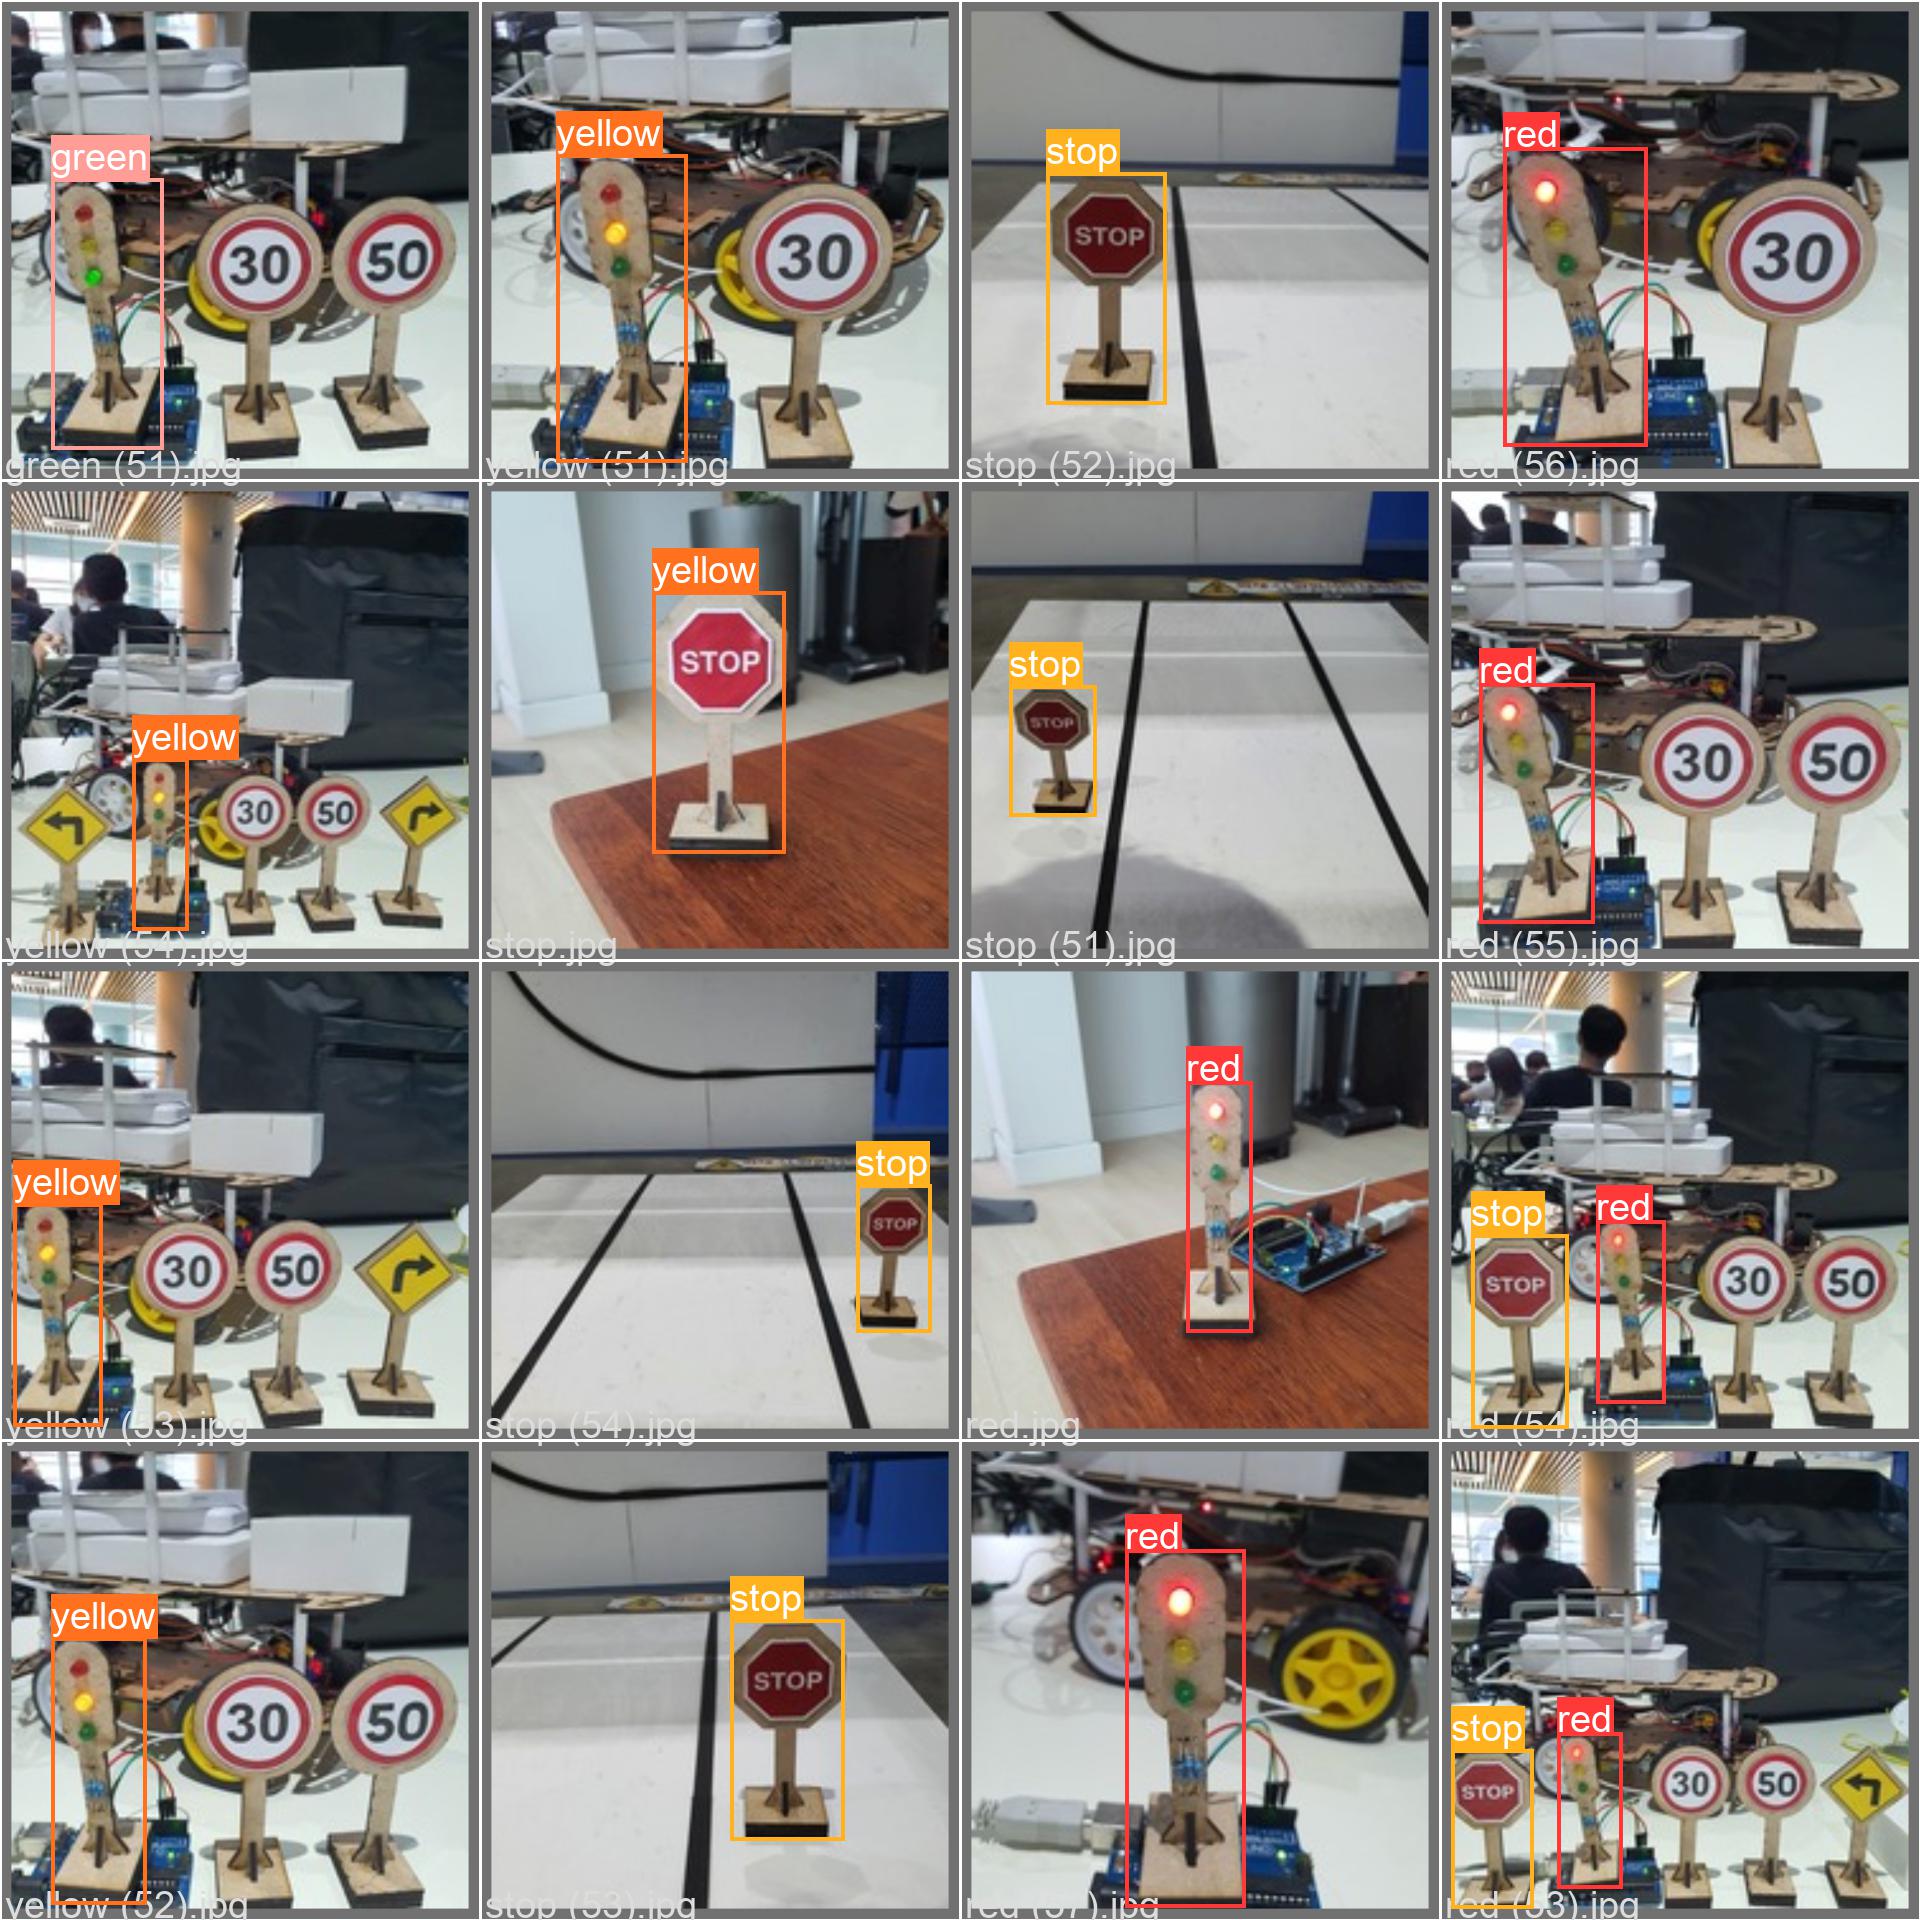 green
30
50
green (51).jpg
yellow
30
yellow (51).jpg
stop
STOP
stop (52).jpg
red
30
red (56).jpg
yellow
30
50
yellow (54).jpg
yellow
STOP
stop.jpg
stop
STOP
stop (51).jpg
red
30
50
red (55).jpg
yellow
30
50
yellow (53).jpg
stop
STOP
stop (54).jpg
red
red.jpg
stop
red
STOP
30
50
red (54).jpg
yellow
30
50
yellow (52).jpg
stop
STOP
stop (53).jpg
red
red (57).jpg
stop
red
STOP
30
50
red (53).jpg